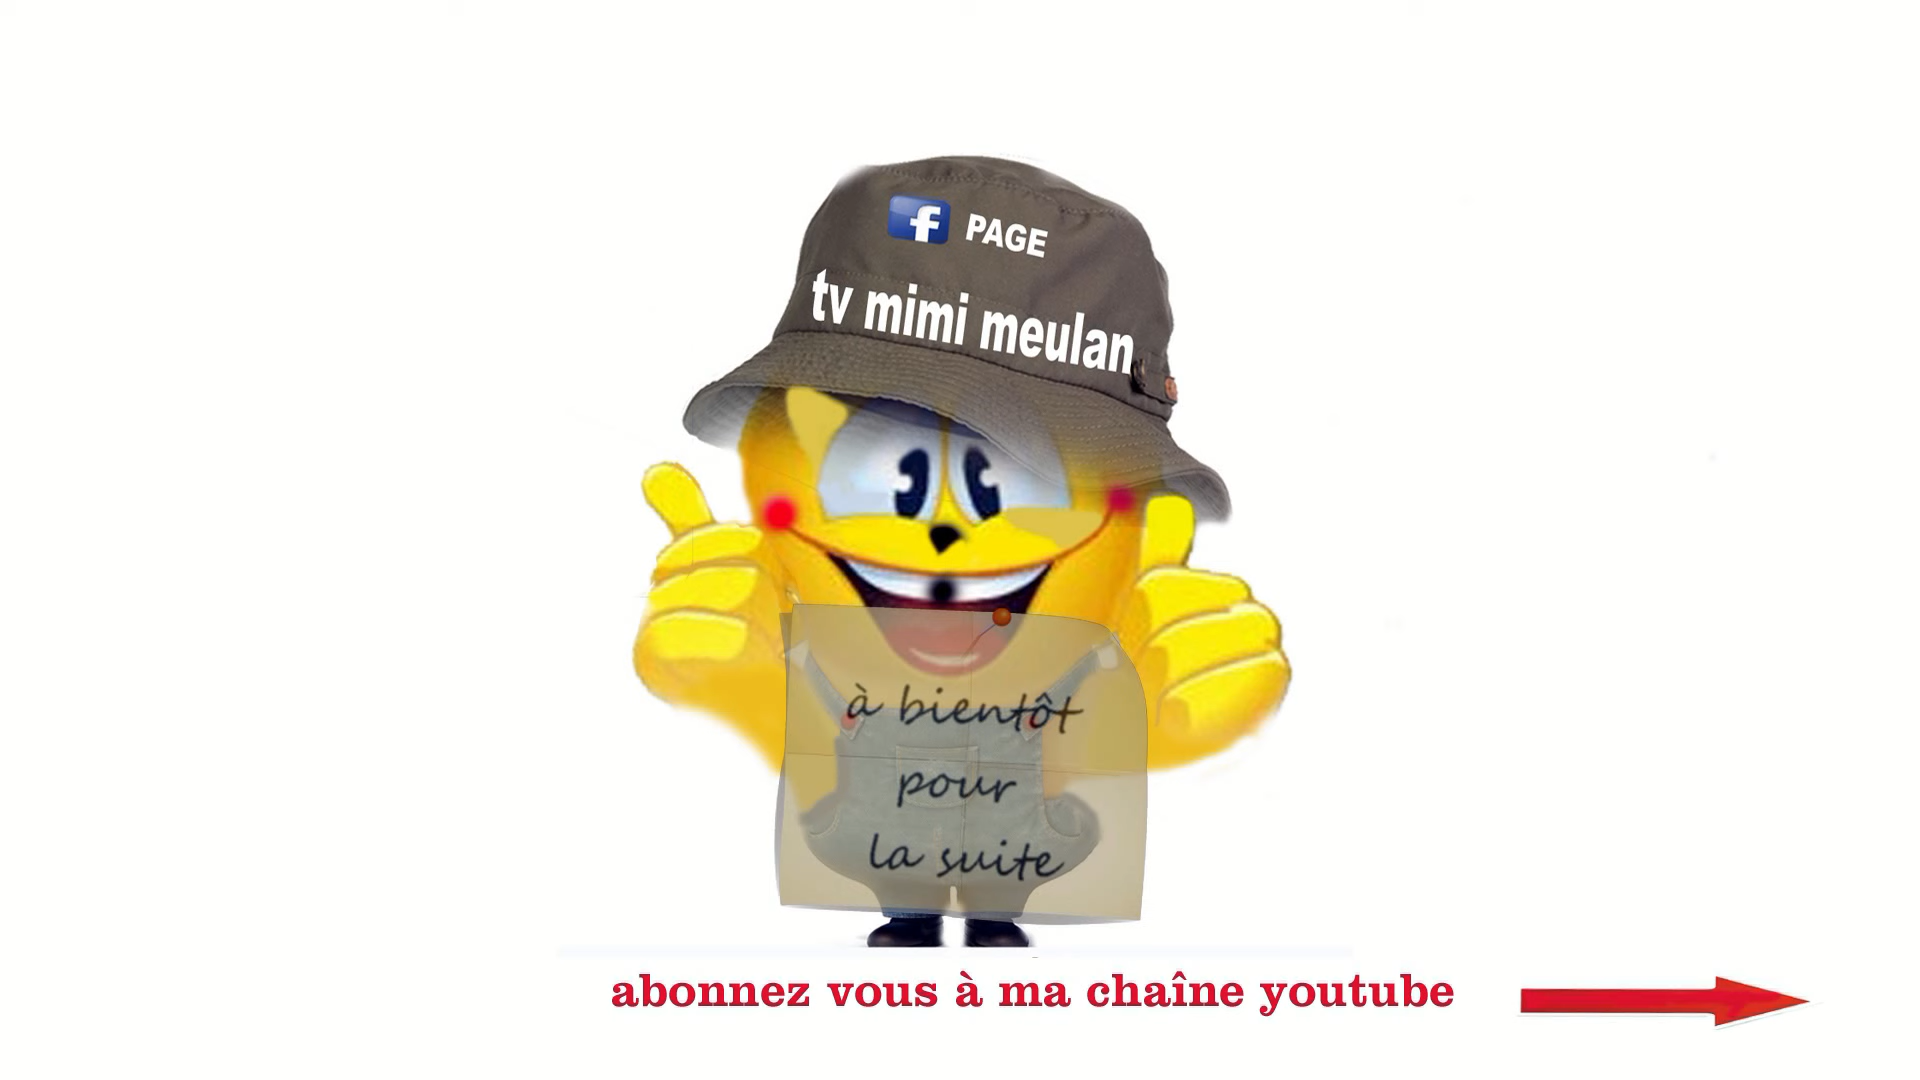 f PAGE
tv mimi meulan
à bientôt
pour
la suite
abonnez vous à ma chaîne youtube